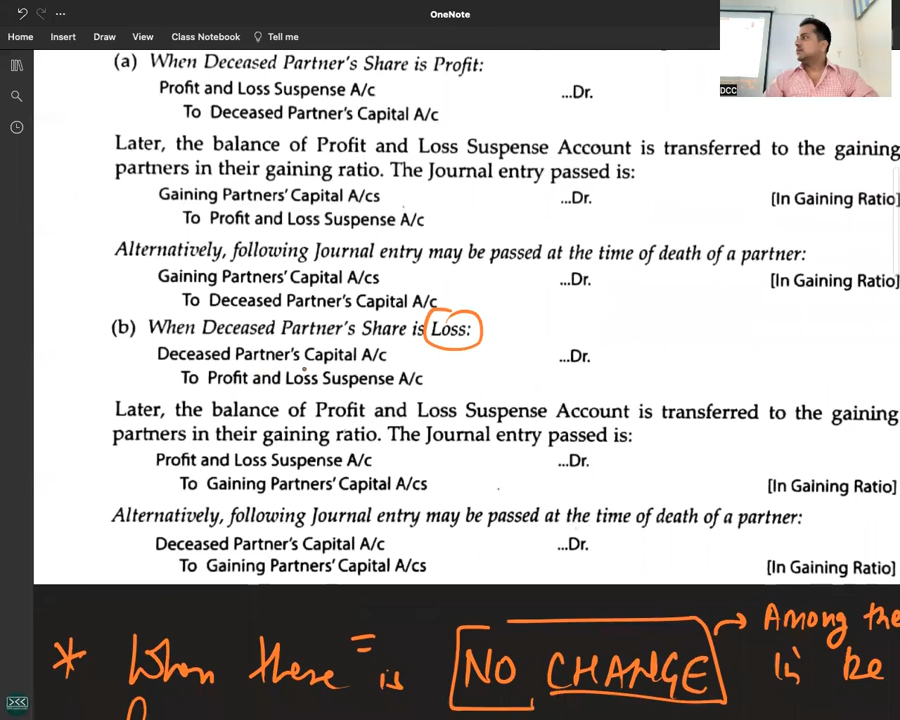 OneNote
Home Insert Draw View Class Notebook Tell me
DCC
(a) When Deceased Partner's Share is Profit:
Profit and Loss Suspense A/c ...Dr.
To Deceased Partner's Capital A/c
Later, the balance of Profit and Loss Suspense Account is transferred to the gaining
partners in their gaining ratio. The Journal entry passed is:
Gaining Partners' Capital A/cs ...Dr. [In Gaining Ratio]
To Profit and Loss Suspense A/c
Alternatively, following Journal entry may be passed at the time of death of a partner:
Gaining Partners' Capital A/cs ...Dr. [In Gaining Ratio]
To Deceased Partner's Capital A/c
(b) When Deceased Partner's Share is Loss:
Deceased Partner's Capital A/c ...Dr.
To Profit and Loss Suspense A/c
Later, the balance of Profit and Loss Suspense Account is transferred to the gaining
partners in their gaining ratio. The Journal entry passed is:
Profit and Loss Suspense A/c ...Dr.
To Gaining Partners' Capital A/cs [In Gaining Ratio]
Alternatively, following Journal entry may be passed at the time of death of a partner:
Deceased Partner's Capital A/c ...Dr.
To Gaining Partners' Capital A/cs [In Gaining Ratio]
* When there is NO CHANGE → Among the
in be